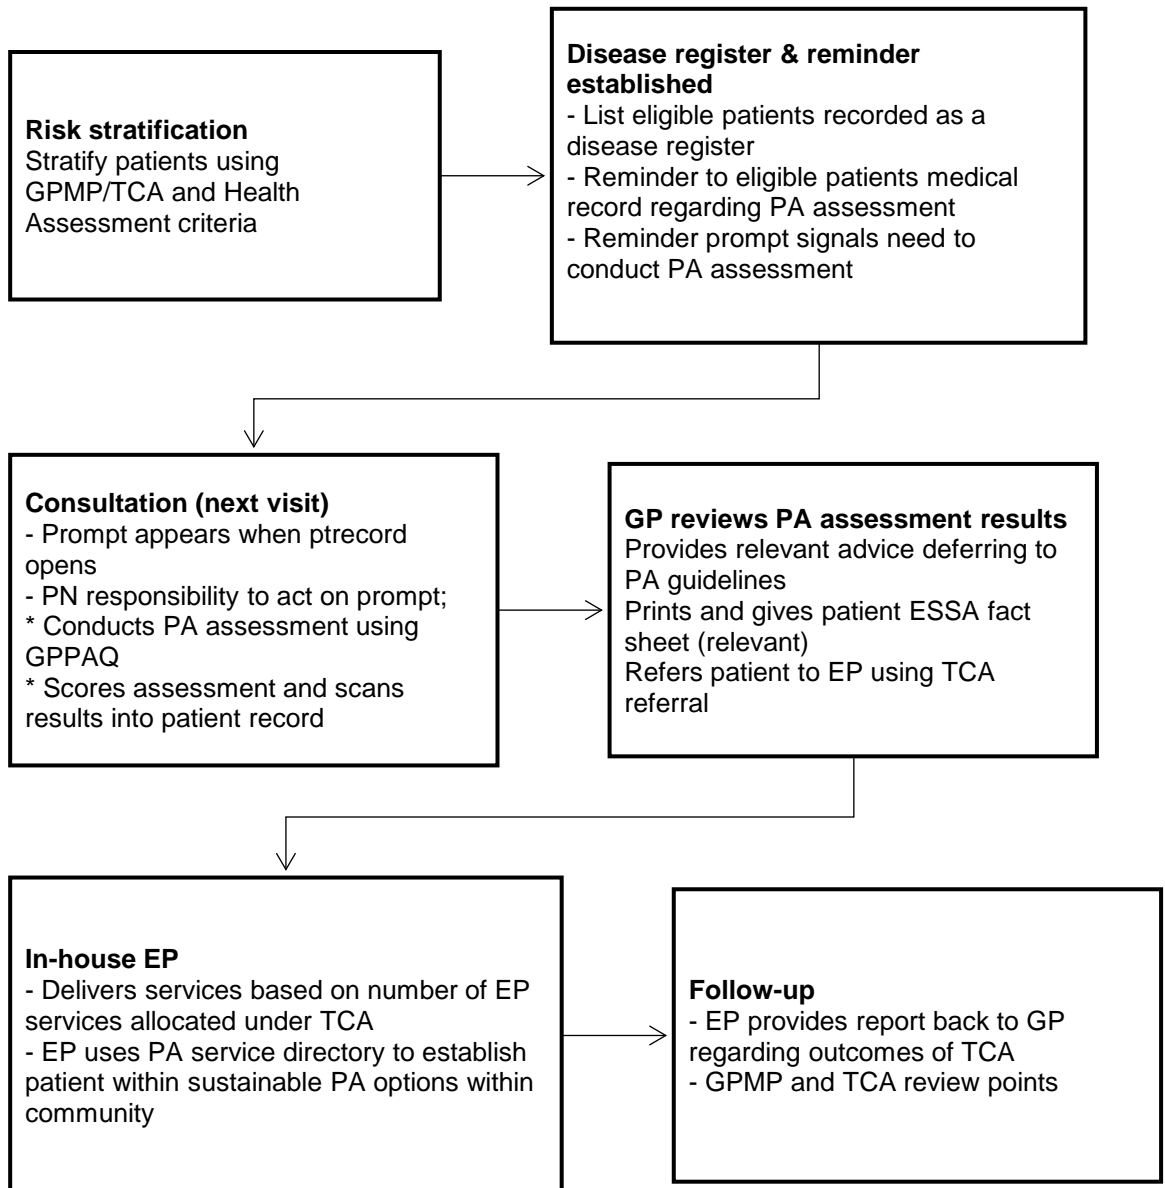 Risk stratification
Stratify patients using
GPMP/TCA and Health
Assessment criteria
Disease register & reminder
established
- List eligible patients recorded as a
disease register
- Reminder to eligible patients medical
record regarding PA assessment
- Reminder prompt signals need to
conduct PA assessment
Consultation (next visit)
- Prompt appears when ptrecord
opens
- PN responsibility to act on prompt;
* Conducts PA assessment using
GPPAQ
* Scores assessment and scans
results into patient record
GP reviews PA assessment results
Provides relevant advice deferring to
PA guidelines
Prints and gives patient ESSA fact
sheet (relevant)
Refers patient to EP using TCA
referral
In-house EP
- Delivers services based on number of EP
services allocated under TCA
- EP uses PA service directory to establish
patient within sustainable PA options within
community
Follow-up
- EP provides report back to GP
regarding outcomes of TCA
- GPMP and TCA review points